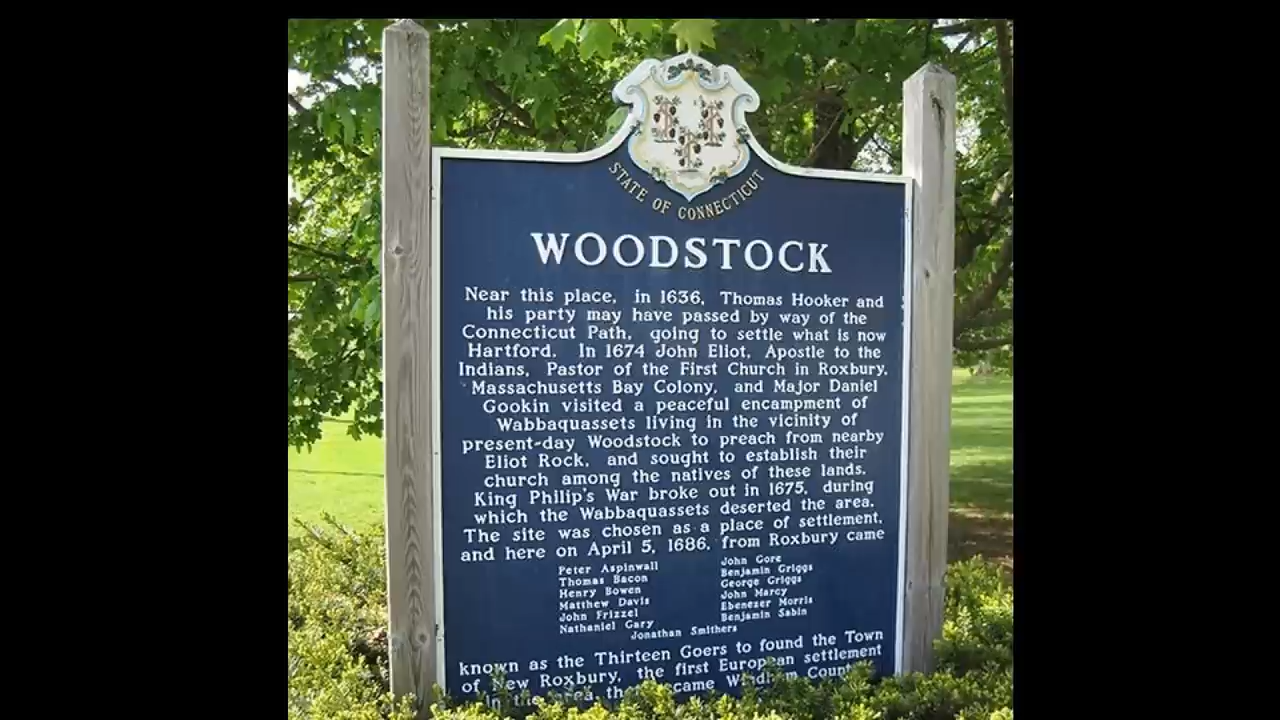 STATE OF CONNECTICUT
WOODSTOCK
Near this place, in 1636, Thomas Hooker and
his party may have passed by way of the
Connecticut Path, going to settle what is now
Hartford. In 1674 John Eliot, Apostle to the
Indians, Pastor of the First Church in Roxbury,
Massachusetts Bay Colony, and Major Daniel
Gookin visited a peaceful encampment of
Wabbaquassets living in the vicinity of
present-day Woodstock to preach from nearby
Eliot Rock, and sought to establish their
church among the natives of these lands.
King Philip's War broke out in 1675, during
which the Wabbaquassets deserted the area.
The site was chosen as a place of settlement,
and here on April 5, 1686, from Roxbury came
Peter Aspinwall John Gore
Thomas Bacon Benjamin Griggs
Henry Bowen George Griggs
Matthew Davis John Marcy
John Frizzel Ebenezer Morris
Nathaniel Gary Benjamin Sabin
Jonathan Smithers
known as the Thirteen Goers to found the Town
of New Roxbury, the first European settlement
in the area,